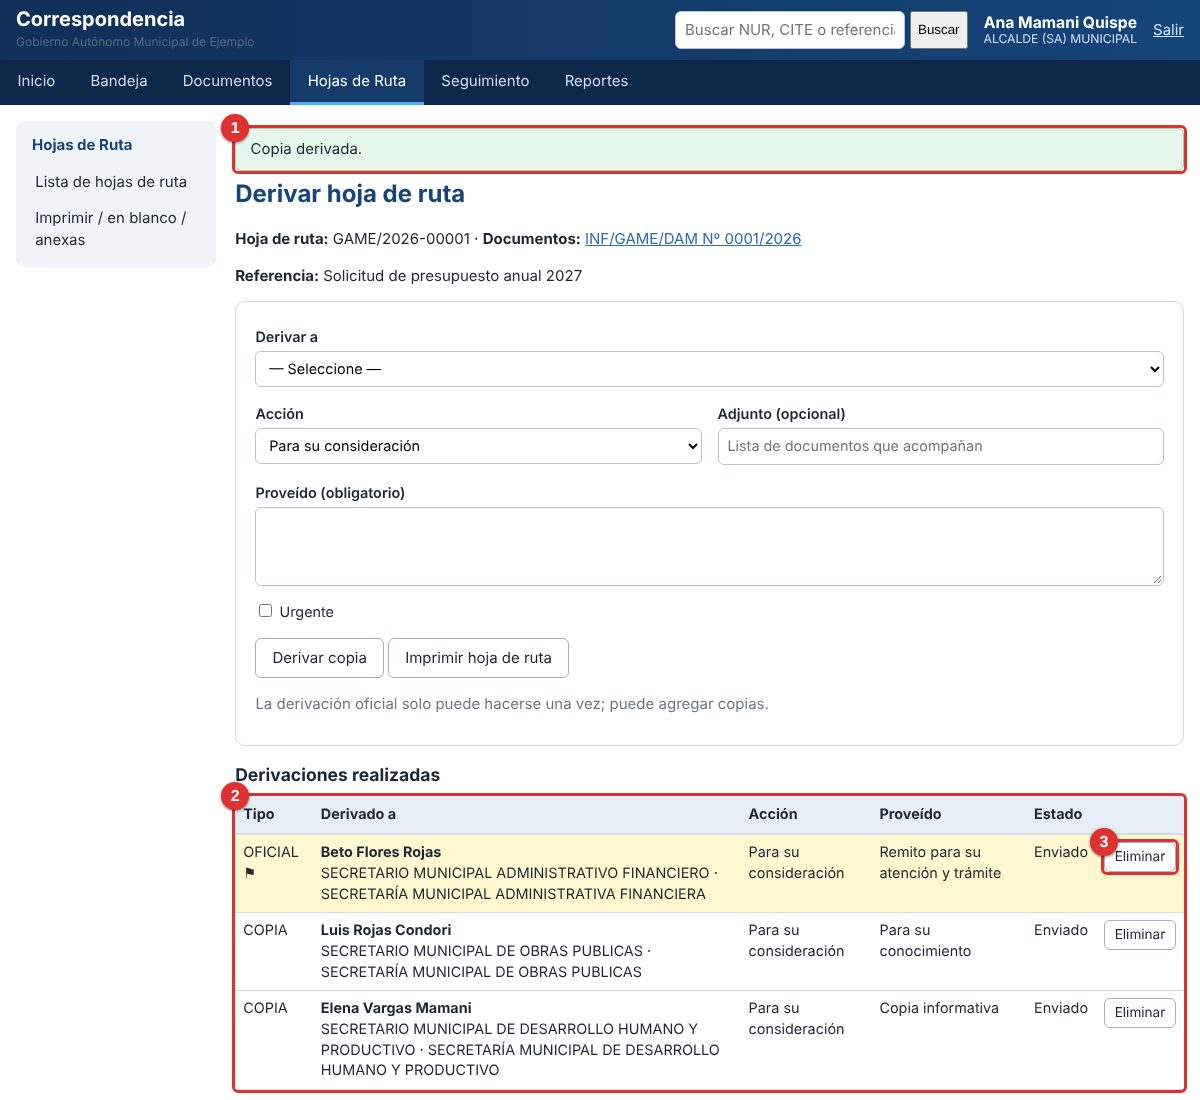 Correspondencia
Gobierno Autónomo Municipal de Ejemplo
Buscar NUR, CITE o referenci
Buscar
Ana Mamani Quispe
ALCALDE (SA) MUNICIPAL
Salir
Inicio
Bandeja
Documentos
Hojas de Ruta
Seguimiento
Reportes
Hojas de Ruta
Lista de hojas de ruta
Imprimir / en blanco /
anexas
1
Copia derivada.
Derivar hoja de ruta
Hoja de ruta: GAME/2026-00001 · Documentos: INF/GAME/DAM Nº 0001/2026
Referencia: Solicitud de presupuesto anual 2027
Derivar a
— Seleccione —
Acción
Adjunto (opcional)
Para su consideración
Lista de documentos que acompañan
Proveído (obligatorio)
Urgente
Derivar copia
Imprimir hoja de ruta
La derivación oficial solo puede hacerse una vez; puede agregar copias.
Derivaciones realizadas
2
Tipo
Derivado a
Acción
Proveído
Estado
OFICIAL
Beto Flores Rojas
SECRETARIO MUNICIPAL ADMINISTRATIVO FINANCIERO ·
SECRETARÍA MUNICIPAL ADMINISTRATIVA FINANCIERA
Para su
consideración
Remito para su
atención y trámite
Enviado
3
Eliminar
COPIA
Luis Rojas Condori
SECRETARIO MUNICIPAL DE OBRAS PUBLICAS ·
SECRETARÍA MUNICIPAL DE OBRAS PUBLICAS
Para su
consideración
Para su
conocimiento
Enviado
Eliminar
COPIA
Elena Vargas Mamani
SECRETARIO MUNICIPAL DE DESARROLLO HUMANO Y
PRODUCTIVO · SECRETARÍA MUNICIPAL DE DESARROLLO
HUMANO Y PRODUCTIVO
Para su
consideración
Copia informativa
Enviado
Eliminar